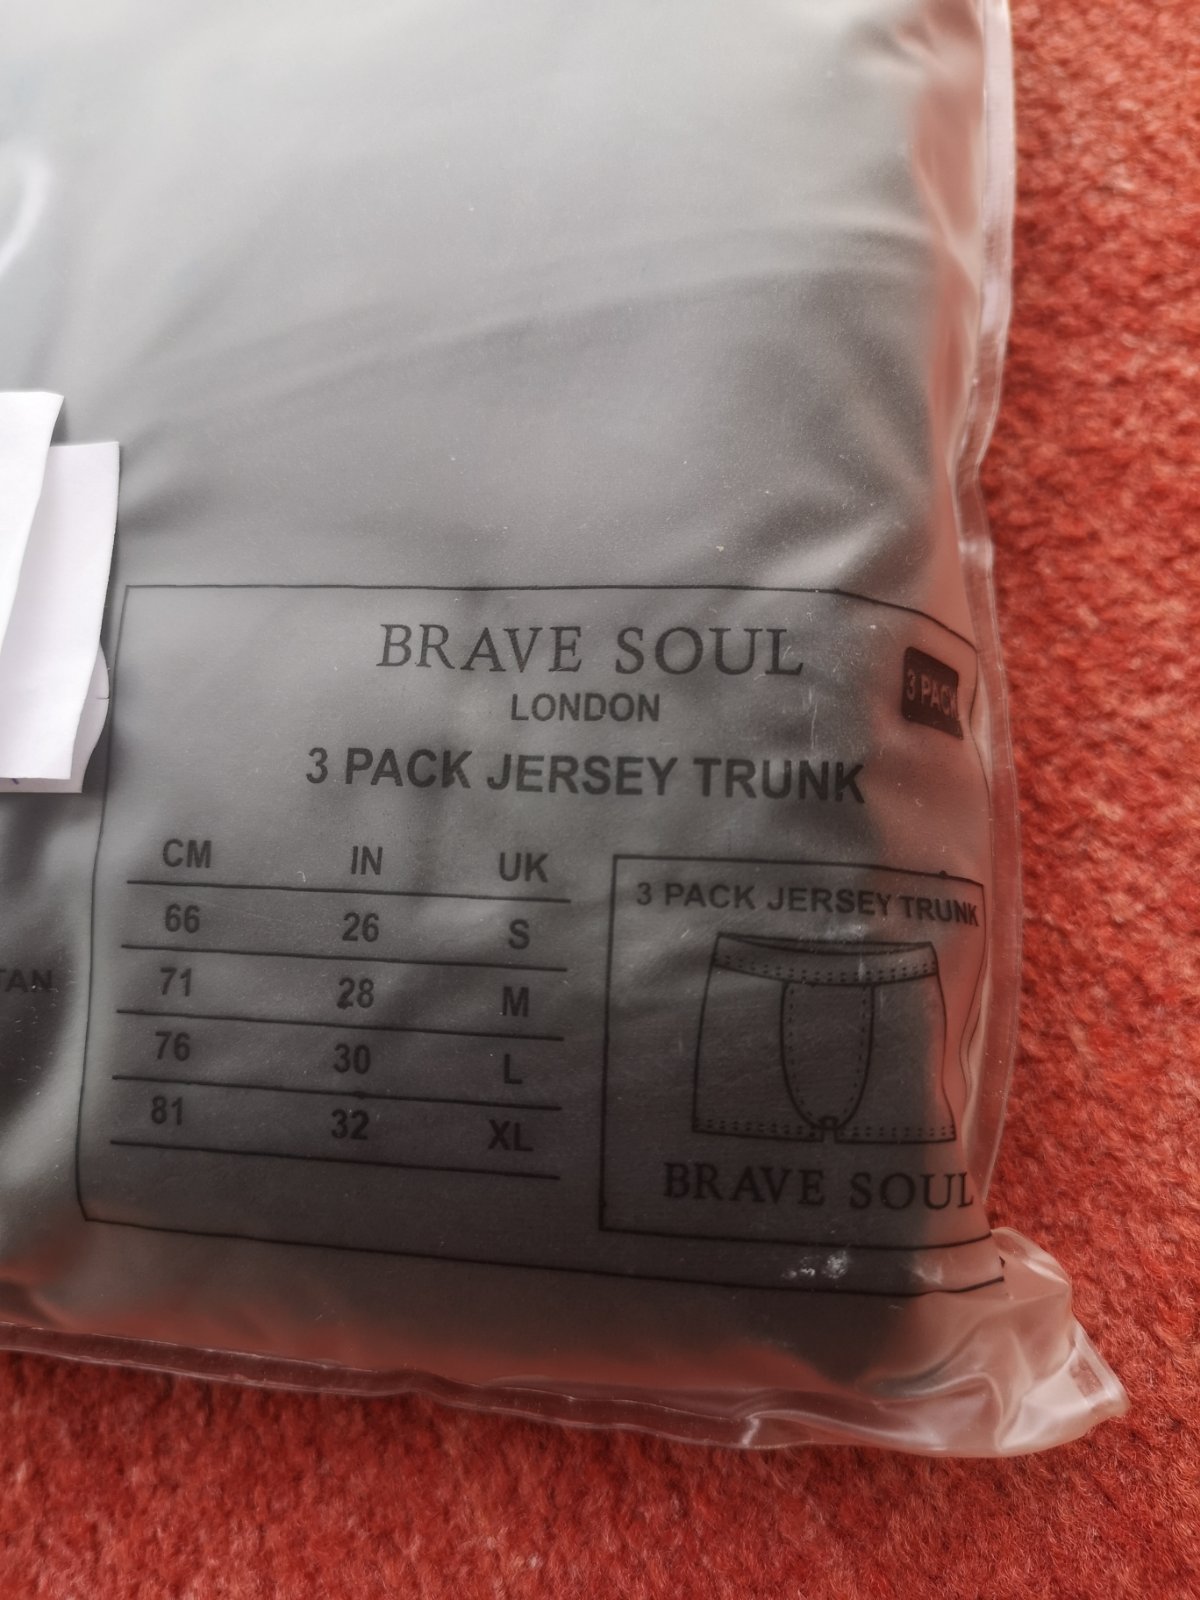 BRAVE SOUL
LONDON
3 PACK
3 PACK JERSEY TRUNK
CM IN UK
66 26 S
71 28 M
76 30 L
81 32 XL
3 PACK JERSEY TRUNK
BRAVE SOUL
TAN